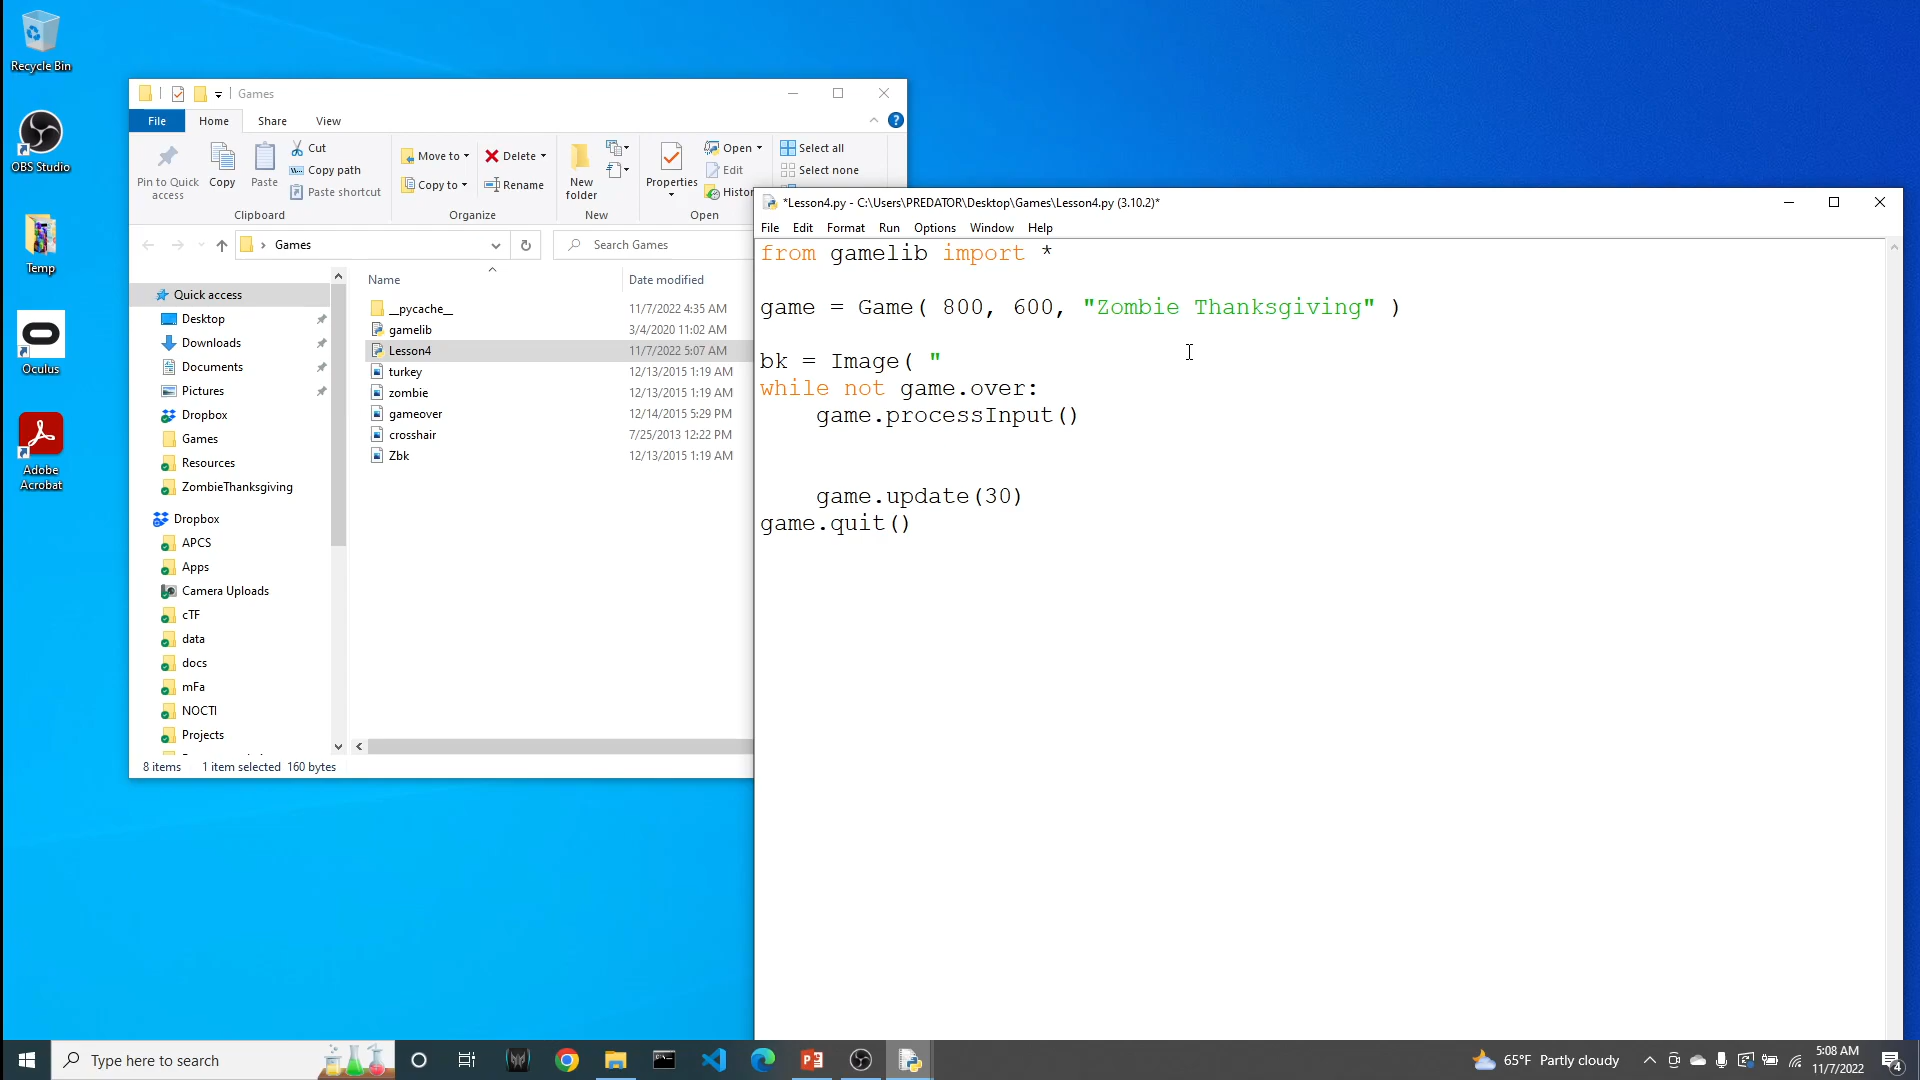 Recycle Bin
OBS Studio
Temp
Oculus
Adobe
Acrobat
Games
File Home Share View
Pin to Quick
access
Copy
Paste
Cut
Copy path
Paste shortcut
Clipboard
Move to
Copy to
Delete
Rename
Organize
New
folder
New
Properties
Open
Edit
Open
Select all
Select none
Games
Search Games
Quick access
Desktop
Downloads
Documents
Pictures
Dropbox
Games
Resources
ZombieThanksgiving
Dropbox
APCS
Apps
Camera Uploads
cTF
data
docs
mFa
NOCTI
Projects
Name Date modified
__pycache__ 11/7/2022 4:35 AM
gamelib 3/4/2020 11:02 AM
Lesson4 11/7/2022 5:07 AM
turkey 12/13/2015 1:19 AM
zombie 12/13/2015 1:19 AM
gameover 12/14/2015 5:29 PM
crosshair 7/25/2013 12:22 PM
Zbk 12/13/2015 1:19 AM
8 items 1 item selected 160 bytes
*Lesson4.py - C:\Users\PREDATOR\Desktop\Games\Lesson4.py (3.10.2)*
File Edit Format Run Options Window Help
from gamelib import *
game = Game( 800, 600, "Zombie Thanksgiving" )
bk = Image( "
while not game.over:
game.processInput()
game.update(30)
game.quit()
Type here to search
65°F Partly cloudy
5:08 AM
11/7/2022
4